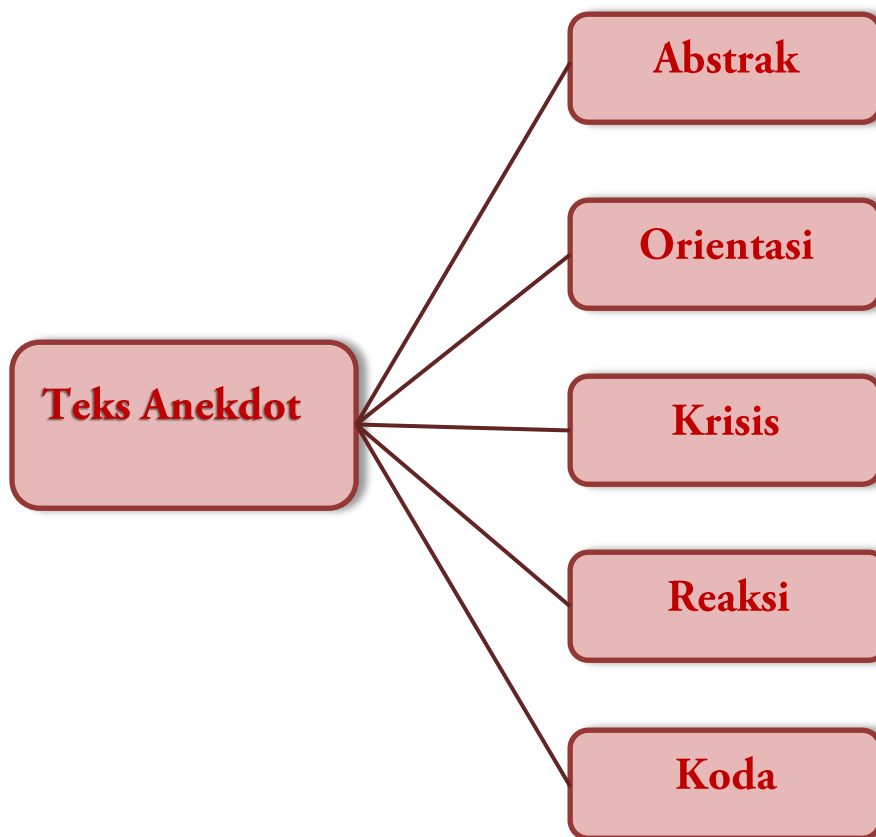 Abstrak
Orientasi
Teks Anekdot
Krisis
Reaksi
Koda